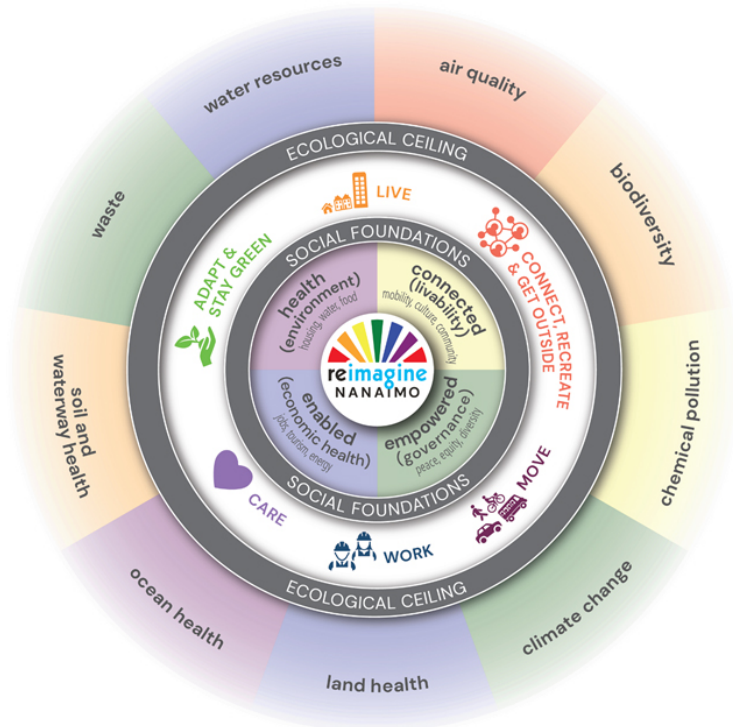 water resources
air quality
biodiversity
chemical pollution
climate change
land health
ocean health
soil and
waterway health
waste
ECOLOGICAL CEILING
LIVE
CONNECT, RECREATE
& GET OUTSIDE
MOVE
WORK
CARE
ADAPT &
STAY GREEN
ECOLOGICAL CEILING
SOCIAL FOUNDATIONS
health
(environment)
housing, water, food
connected
(livability)
mobility, culture, community
reimagine
NANAIMO
enabled
(economic health)
jobs, tourism, energy
empowered
(governance)
peace, equity, diversity
SOCIAL FOUNDATIONS